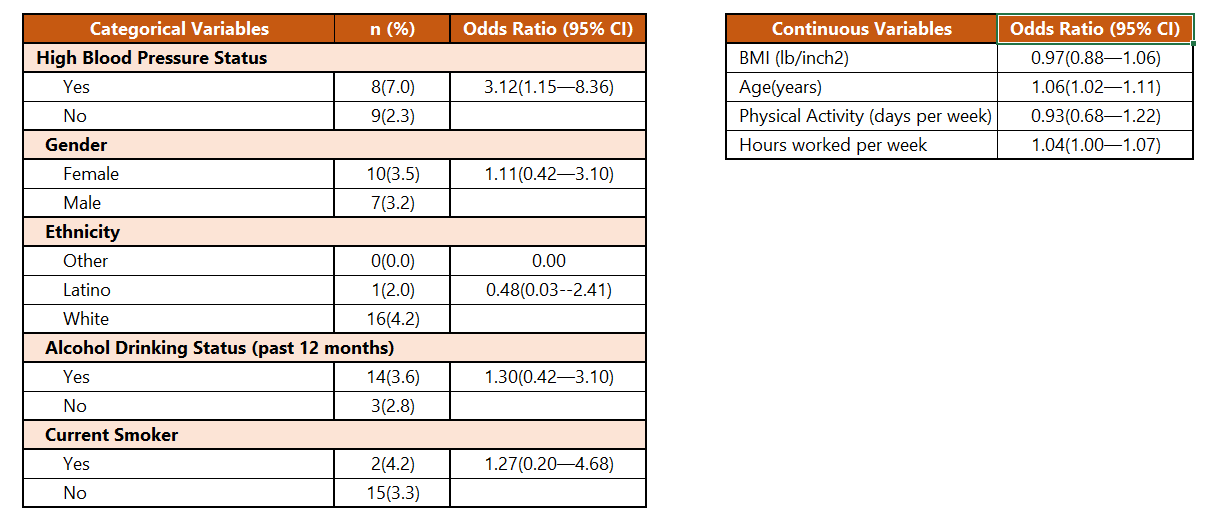 Categorical Variables n (%) Odds Ratio (95% CI)
High Blood Pressure Status
Yes 8(7.0) 3.12(1.15—8.36)
No 9(2.3)
Gender
Female 10(3.5) 1.11(0.42—3.10)
Male 7(3.2)
Ethnicity
Other 0(0.0) 0.00
Latino 1(2.0) 0.48(0.03--2.41)
White 16(4.2)
Alcohol Drinking Status (past 12 months)
Yes 14(3.6) 1.30(0.42—3.10)
No 3(2.8)
Current Smoker
Yes 2(4.2) 1.27(0.20—4.68)
No 15(3.3)
Continuous Variables Odds Ratio (95% CI)
BMI (lb/inch2) 0.97(0.88—1.06)
Age(years) 1.06(1.02—1.11)
Physical Activity (days per week) 0.93(0.68—1.22)
Hours worked per week 1.04(1.00—1.07)